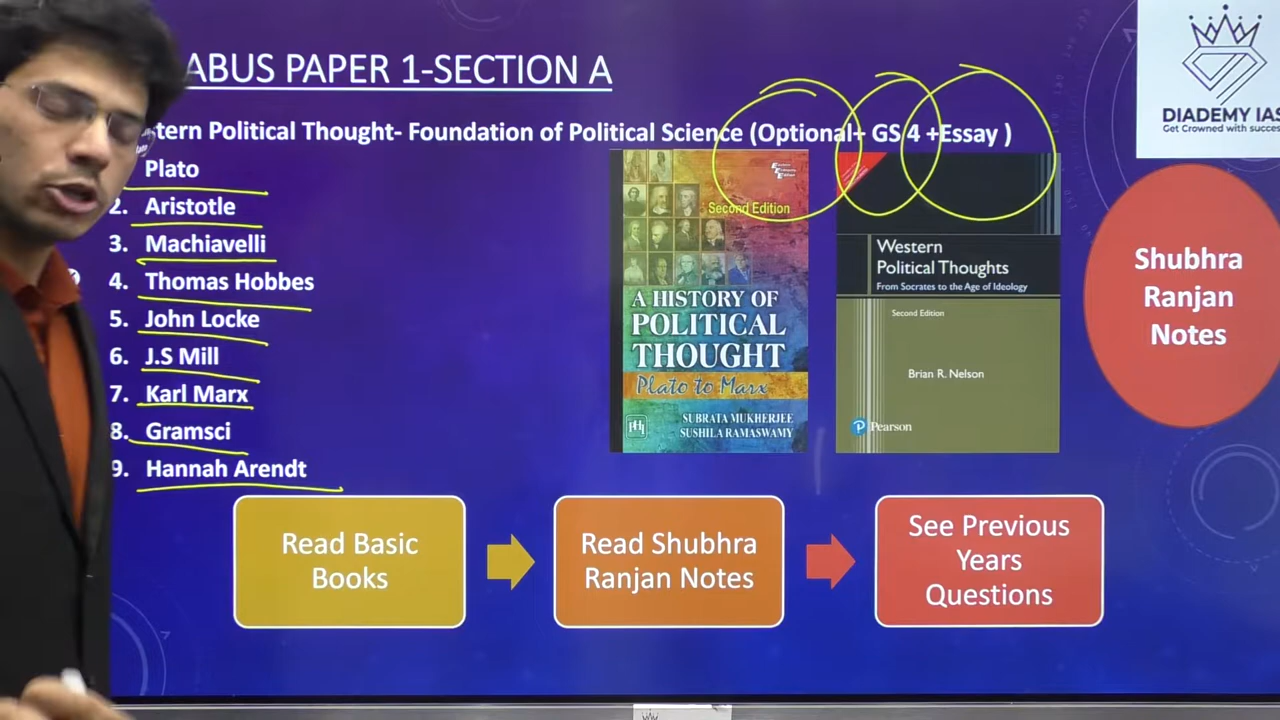 ABUS PAPER 1-SECTION A
tern Political Thought- Foundation of Political Science (Optional+ GS 4 +Essay )
Plato
2. Aristotle
3. Machiavelli
4. Thomas Hobbes
5. John Locke
6. J.S Mill
7. Karl Marx
8. Gramsci
9. Hannah Arendt
Second Edition
A HISTORY OF
POLITICAL
THOUGHT
Plato to Marx
SUBRATA MUKHERJEE
SUSHILA RAMASWAMY
PHI
Western
Political Thoughts
From Socrates to the Age of Ideology
Second Edition
Brian R. Nelson
P Pearson
DIADEMY IAS
Get Crowned with succes
Shubhra
Ranjan
Notes
Read Basic
Books
Read Shubhra
Ranjan Notes
See Previous
Years
Questions